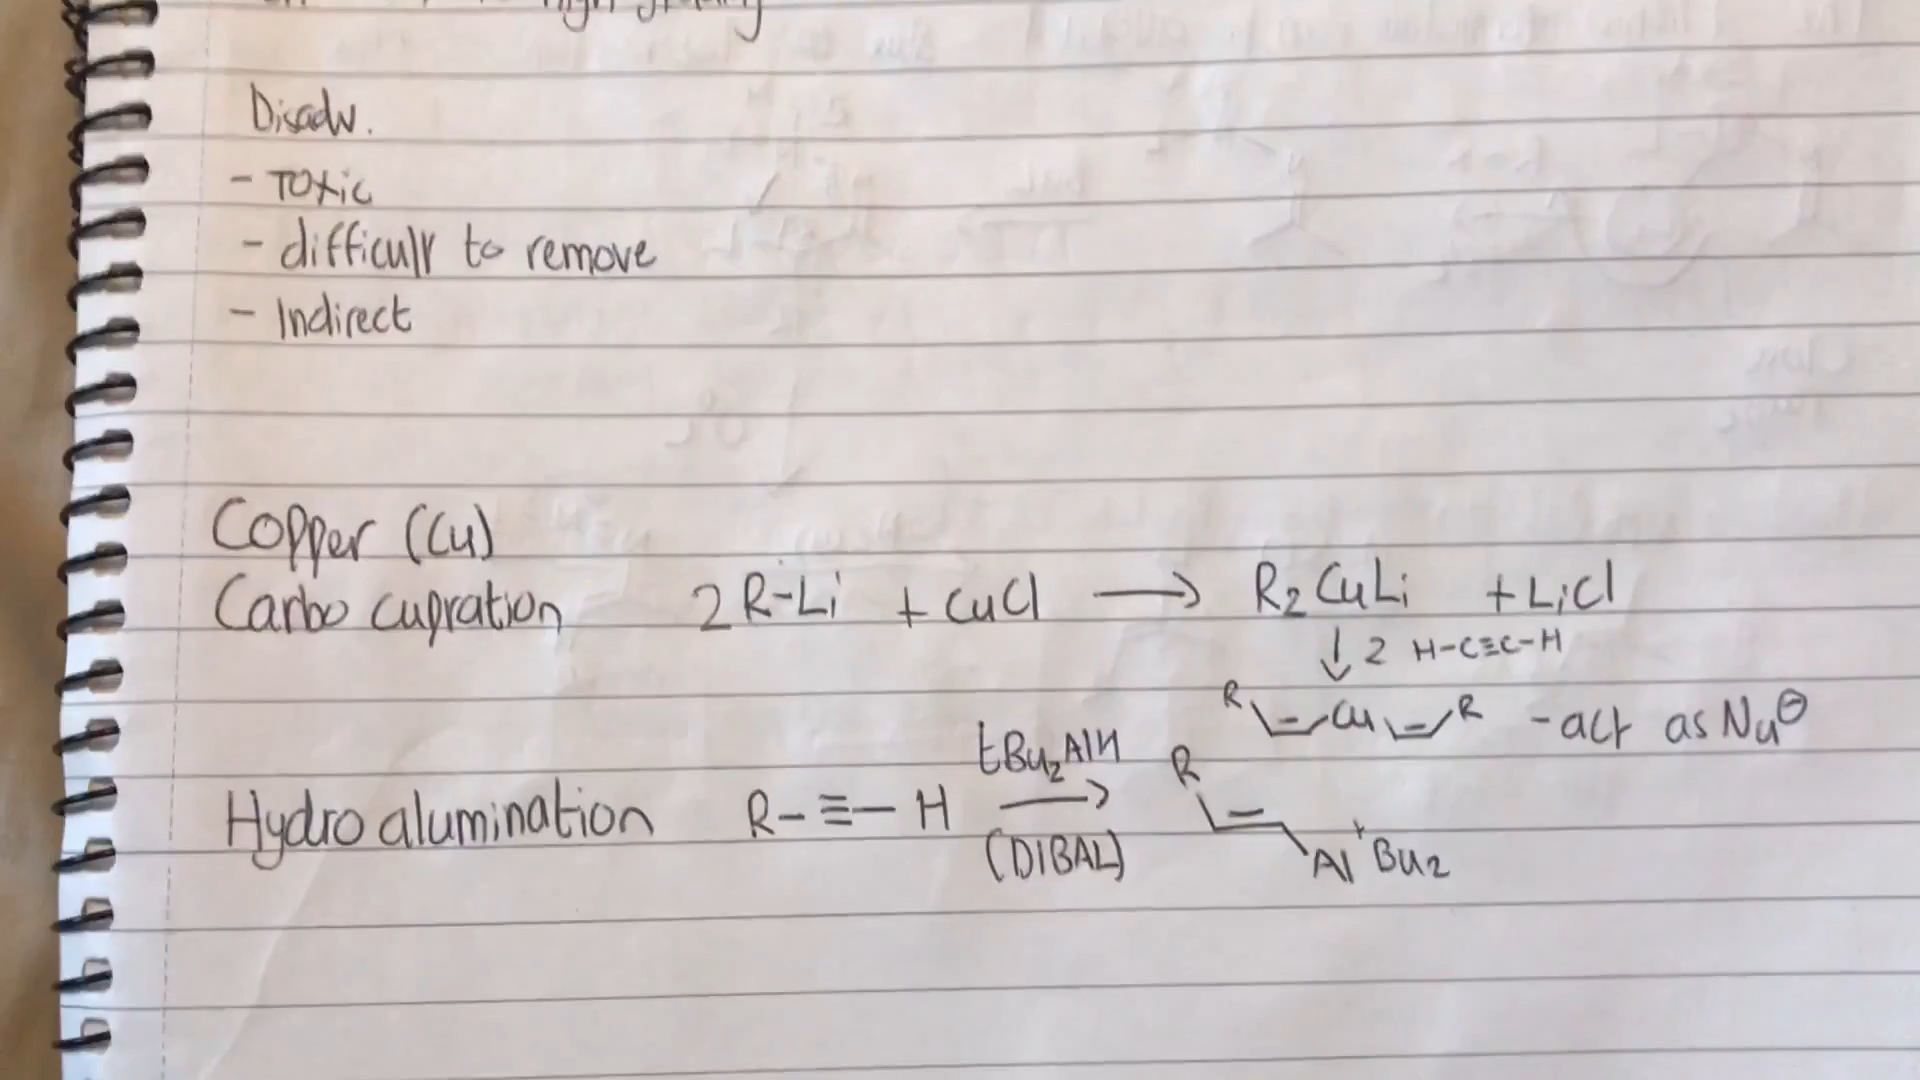 Disadv.
- Toxic
- difficult to remove
- Indirect
Copper (Cu)
Carbo cupration 2 R-Li + CuCl → R₂CuLi + LiCl
↓ 2 H-C≡C-H
R Cu R - act as Nu⊖
Hydro alumination R-≡-H tBu₂AlH → (DIBAL) R Al ⁺Bu₂